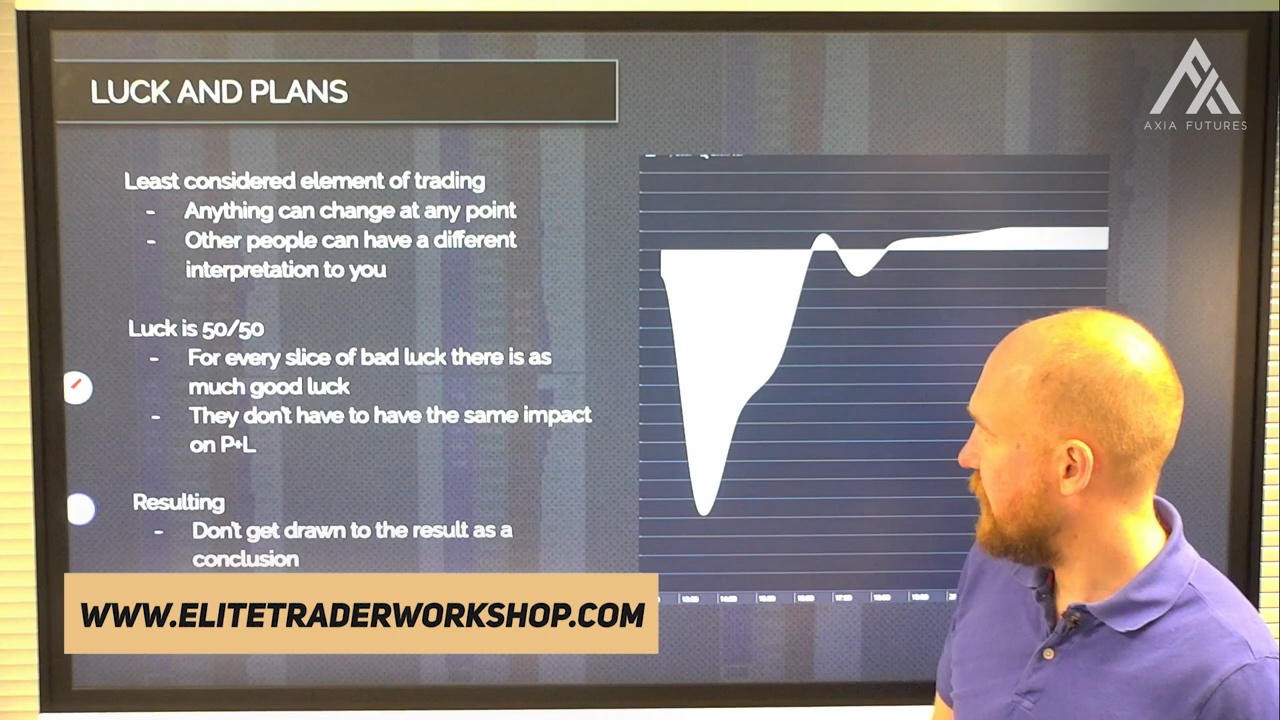 LUCK AND PLANS
AXIA FUTURES
Least considered element of trading
- Anything can change at any point
- Other people can have a different
interpretation to you
Luck is 50/50
- For every slice of bad luck there is as
much good luck
- They don't have to have the same impact
on P+L
Resulting
- Don't get drawn to the result as a
conclusion
WWW.ELITETRADERWORKSHOP.COM